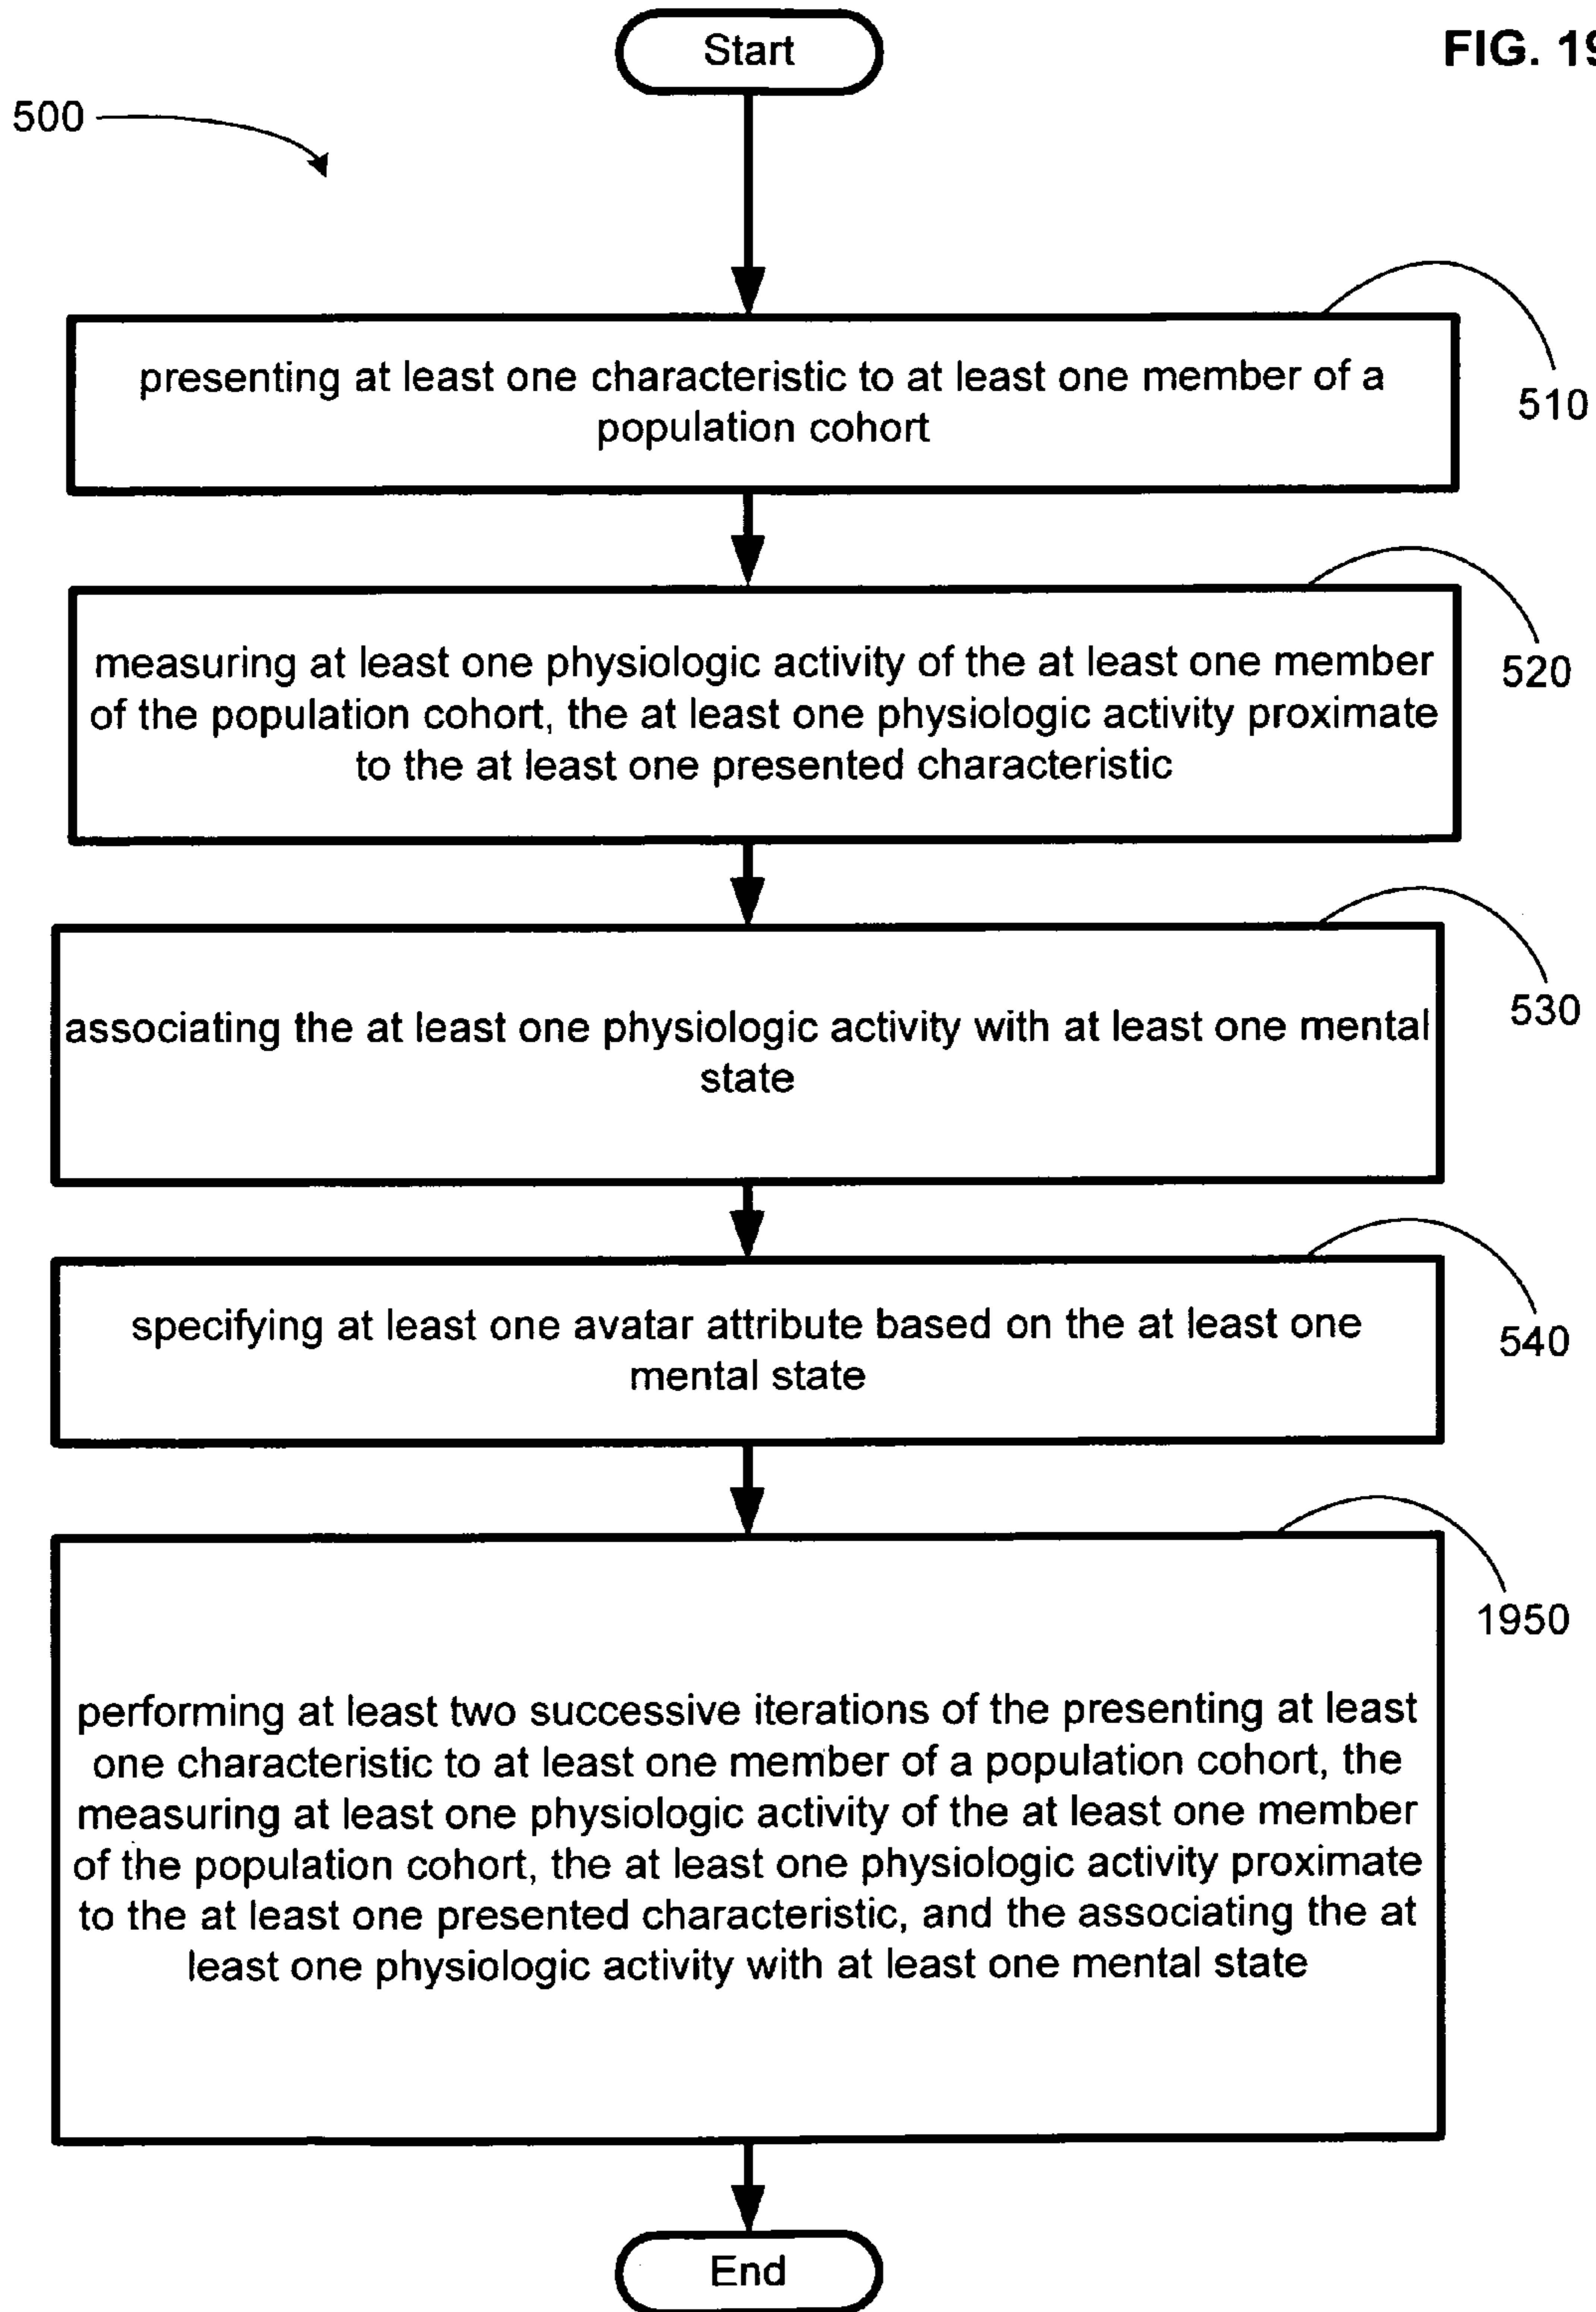 Start
FIG. 19
500
presenting at least one characteristic to at least one member of a
population cohort
510
measuring at least one physiologic activity of the at least one member
of the population cohort, the at least one physiologic activity proximate
to the at least one presented characteristic
520
associating the at least one physiologic activity with at least one mental
state
530
specifying at least one avatar attribute based on the at least one
mental state
540
performing at least two successive iterations of the presenting at least
one characteristic to at least one member of a population cohort, the
measuring at least one physiologic activity of the at least one member
of the population cohort, the at least one physiologic activity proximate
to the at least one presented characteristic, and the associating the at
least one physiologic activity with at least one mental state
1950
End